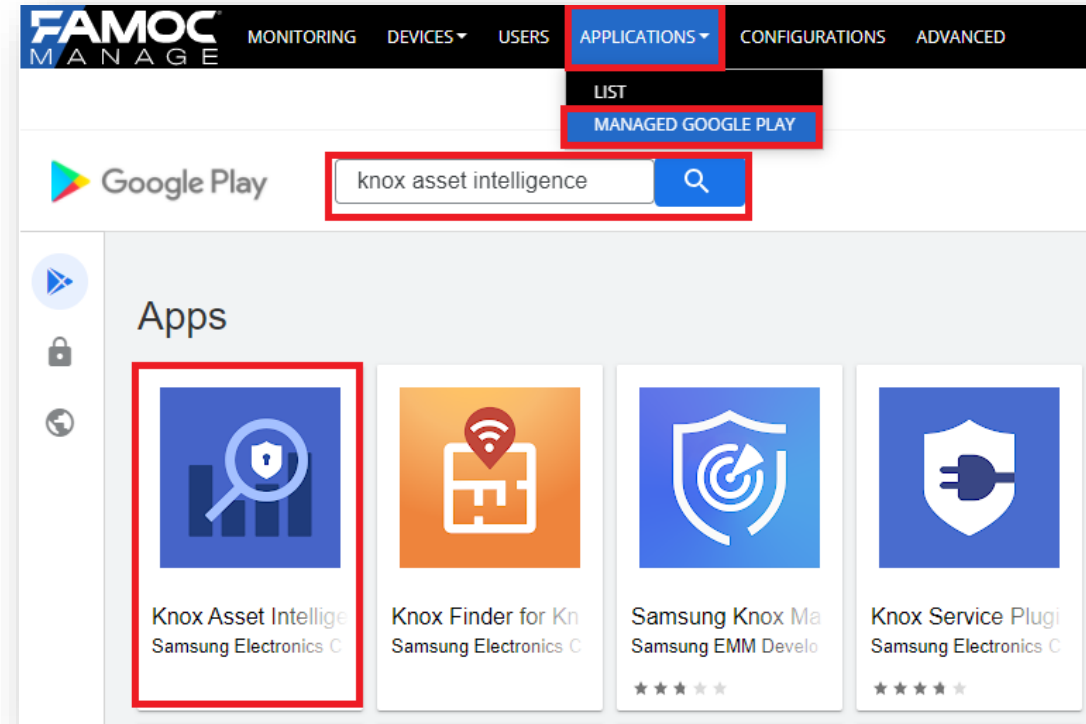 FAMOC
MANAGE
MONITORING DEVICES USERS APPLICATIONS CONFIGURATIONS ADVANCED
LIST
MANAGED GOOGLE PLAY
Google Play
knox asset intelligence
Apps
Knox Asset Intellige
Samsung Electronics C
Knox Finder for Kn
Samsung Electronics C
Samsung Knox Ma
Samsung EMM Develo
Knox Service Plugi
Samsung Electronics C